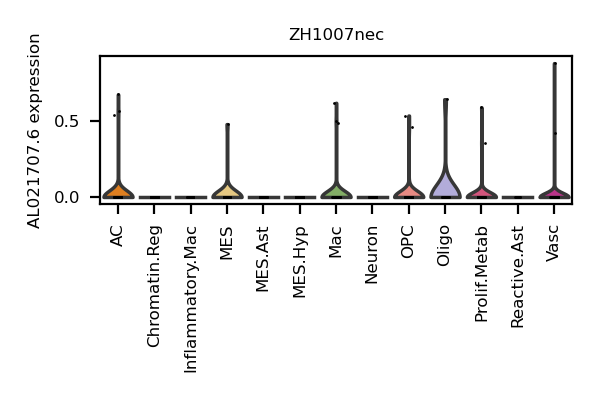 ZH1007nec
AL021707.6 expression
0.5
0.0
AC
Chromatin.Reg
Inflammatory.Mac
MES
MES.Ast
MES.Hyp
Mac
Neuron
OPC
Oligo
Prolif.Metab
Reactive.Ast
Vasc